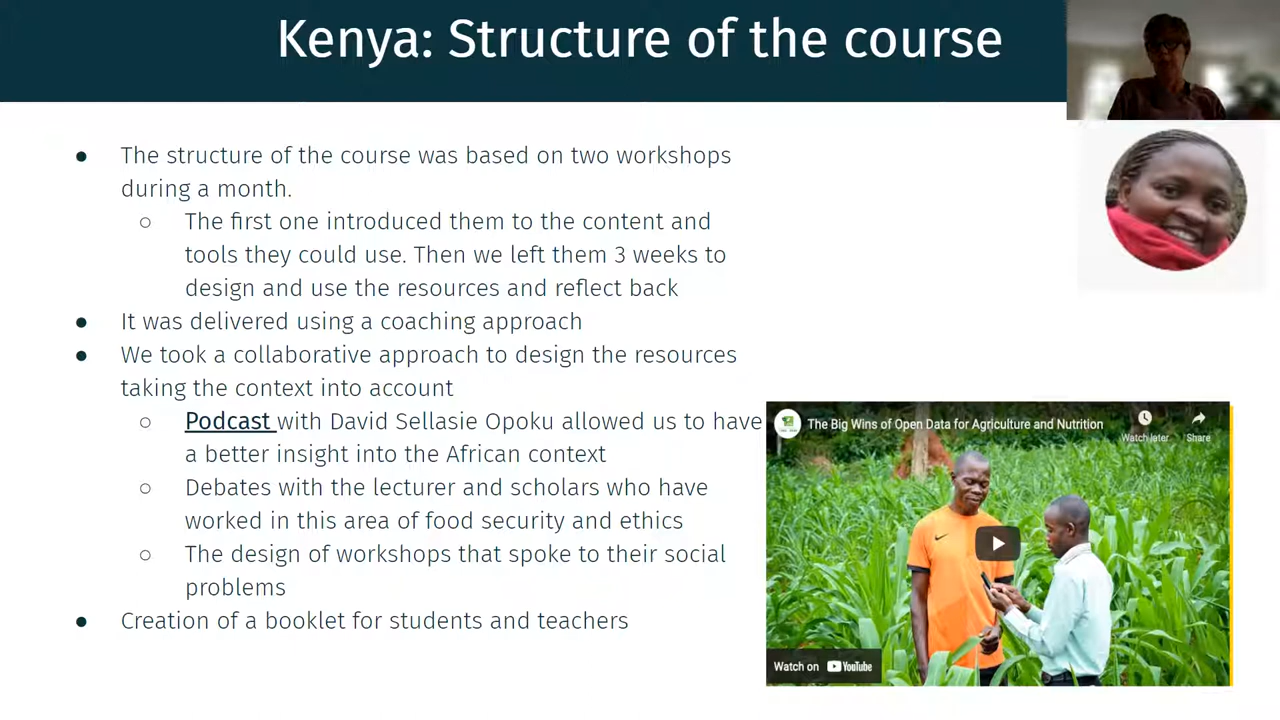 Kenya: Structure of the course
● The structure of the course was based on two workshops
during a month.
○ The first one introduced them to the content and
tools they could use. Then we left them 3 weeks to
design and use the resources and reflect back
● It was delivered using a coaching approach
● We took a collaborative approach to design the resources
taking the context into account
○ Podcast with David Sellasie Opoku allowed us to have
a better insight into the African context
○ Debates with the lecturer and scholars who have
worked in this area of food security and ethics
○ The design of workshops that spoke to their social
problems
● Creation of a booklet for students and teachers
The Big Wins of Open Data for Agriculture and Nutrition
Watch later
Share
Watch on YouTube